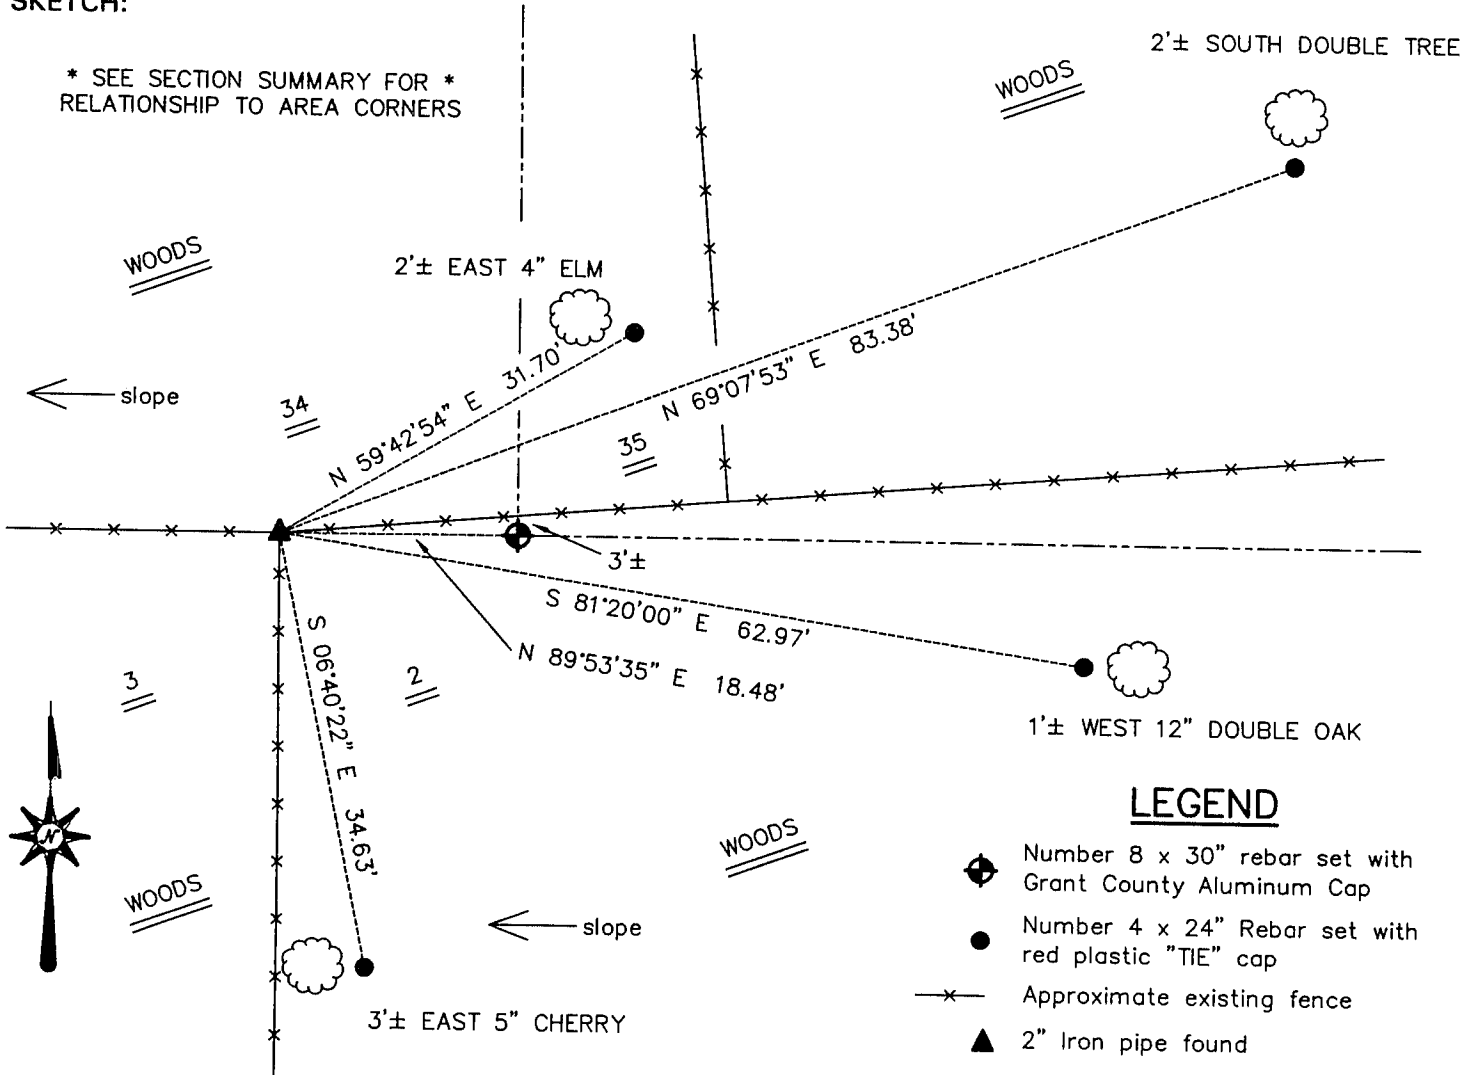 SKETCH:
2'± SOUTH DOUBLE TREE
* SEE SECTION SUMMARY FOR *
RELATIONSHIP TO AREA CORNERS
WOODS
WOODS
2'± EAST 4" ELM
slope
34
N 59°42'54" E 31.70'
N 69°07'53" E 83.38'
35
3'±
S 81°20'00" E 62.97'
N 89°53'35" E 18.48'
S 06°40'22" E 34.63'
3
2
1'± WEST 12" DOUBLE OAK
N
WOODS
WOODS
slope
3'± EAST 5" CHERRY
LEGEND
Number 8 x 30" rebar set with
Grant County Aluminum Cap
Number 4 x 24" Rebar set with
red plastic "TIE" cap
Approximate existing fence
2" Iron pipe found